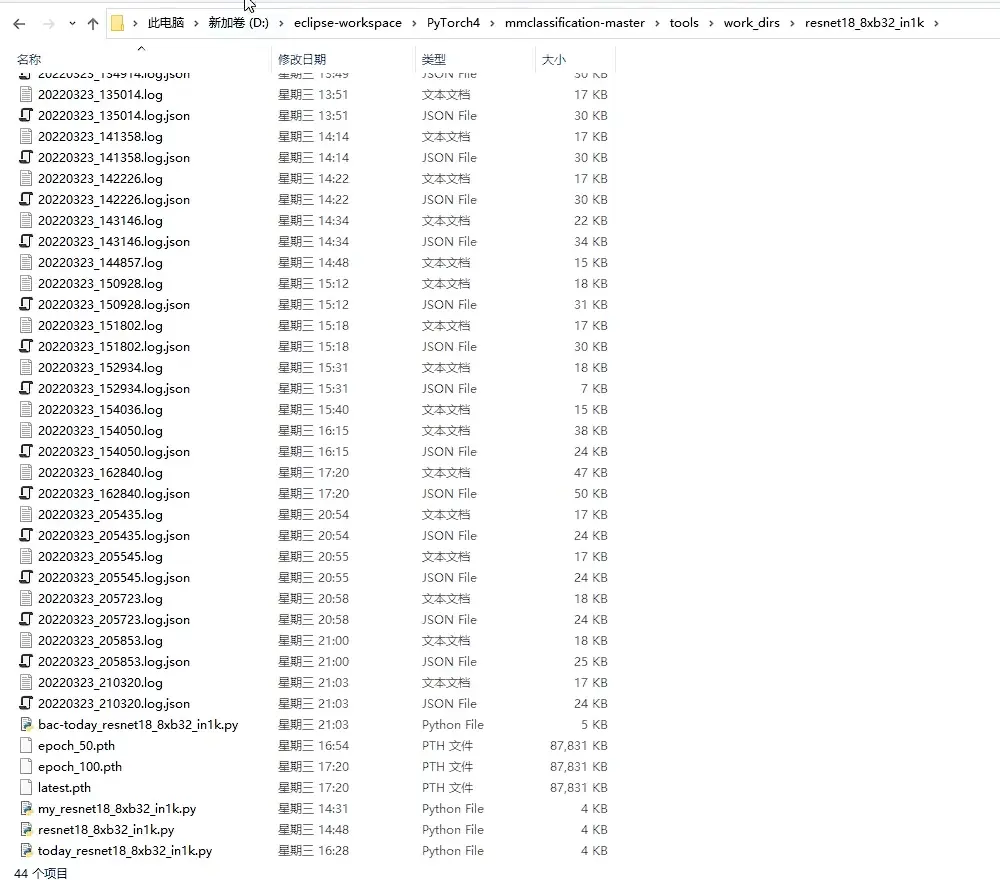 此电脑 > 新加卷 (D:) > eclipse-workspace > PyTorch4 > mmclassification-master > tools > work_dirs > resnet18_8xb32_in1k >
名称 修改日期 类型 大小
20220323_134914.log.json 星期三 13:49 JSON File 30 KB
20220323_135014.log 星期三 13:51 文本文档 17 KB
20220323_135014.log.json 星期三 13:51 JSON File 30 KB
20220323_141358.log 星期三 14:14 文本文档 17 KB
20220323_141358.log.json 星期三 14:14 JSON File 30 KB
20220323_142226.log 星期三 14:22 文本文档 17 KB
20220323_142226.log.json 星期三 14:22 JSON File 30 KB
20220323_143146.log 星期三 14:34 文本文档 22 KB
20220323_143146.log.json 星期三 14:34 JSON File 34 KB
20220323_144857.log 星期三 14:48 文本文档 15 KB
20220323_150928.log 星期三 15:12 文本文档 18 KB
20220323_150928.log.json 星期三 15:12 JSON File 31 KB
20220323_151802.log 星期三 15:18 文本文档 17 KB
20220323_151802.log.json 星期三 15:18 JSON File 30 KB
20220323_152934.log 星期三 15:31 文本文档 18 KB
20220323_152934.log.json 星期三 15:31 JSON File 7 KB
20220323_154036.log 星期三 15:40 文本文档 15 KB
20220323_154050.log 星期三 16:15 文本文档 38 KB
20220323_154050.log.json 星期三 16:15 JSON File 24 KB
20220323_162840.log 星期三 17:20 文本文档 47 KB
20220323_162840.log.json 星期三 17:20 JSON File 50 KB
20220323_205435.log 星期三 20:54 文本文档 17 KB
20220323_205435.log.json 星期三 20:54 JSON File 24 KB
20220323_205545.log 星期三 20:55 文本文档 17 KB
20220323_205545.log.json 星期三 20:55 JSON File 24 KB
20220323_205723.log 星期三 20:58 文本文档 18 KB
20220323_205723.log.json 星期三 20:58 JSON File 24 KB
20220323_205853.log 星期三 21:00 文本文档 18 KB
20220323_205853.log.json 星期三 21:00 JSON File 25 KB
20220323_210320.log 星期三 21:03 文本文档 17 KB
20220323_210320.log.json 星期三 21:03 JSON File 24 KB
bac-today_resnet18_8xb32_in1k.py 星期三 21:03 Python File 5 KB
epoch_50.pth 星期三 16:54 PTH 文件 87,831 KB
epoch_100.pth 星期三 17:20 PTH 文件 87,831 KB
latest.pth 星期三 17:20 PTH 文件 87,831 KB
my_resnet18_8xb32_in1k.py 星期三 14:31 Python File 4 KB
resnet18_8xb32_in1k.py 星期三 14:48 Python File 4 KB
today_resnet18_8xb32_in1k.py 星期三 16:28 Python File 4 KB
44 个项目